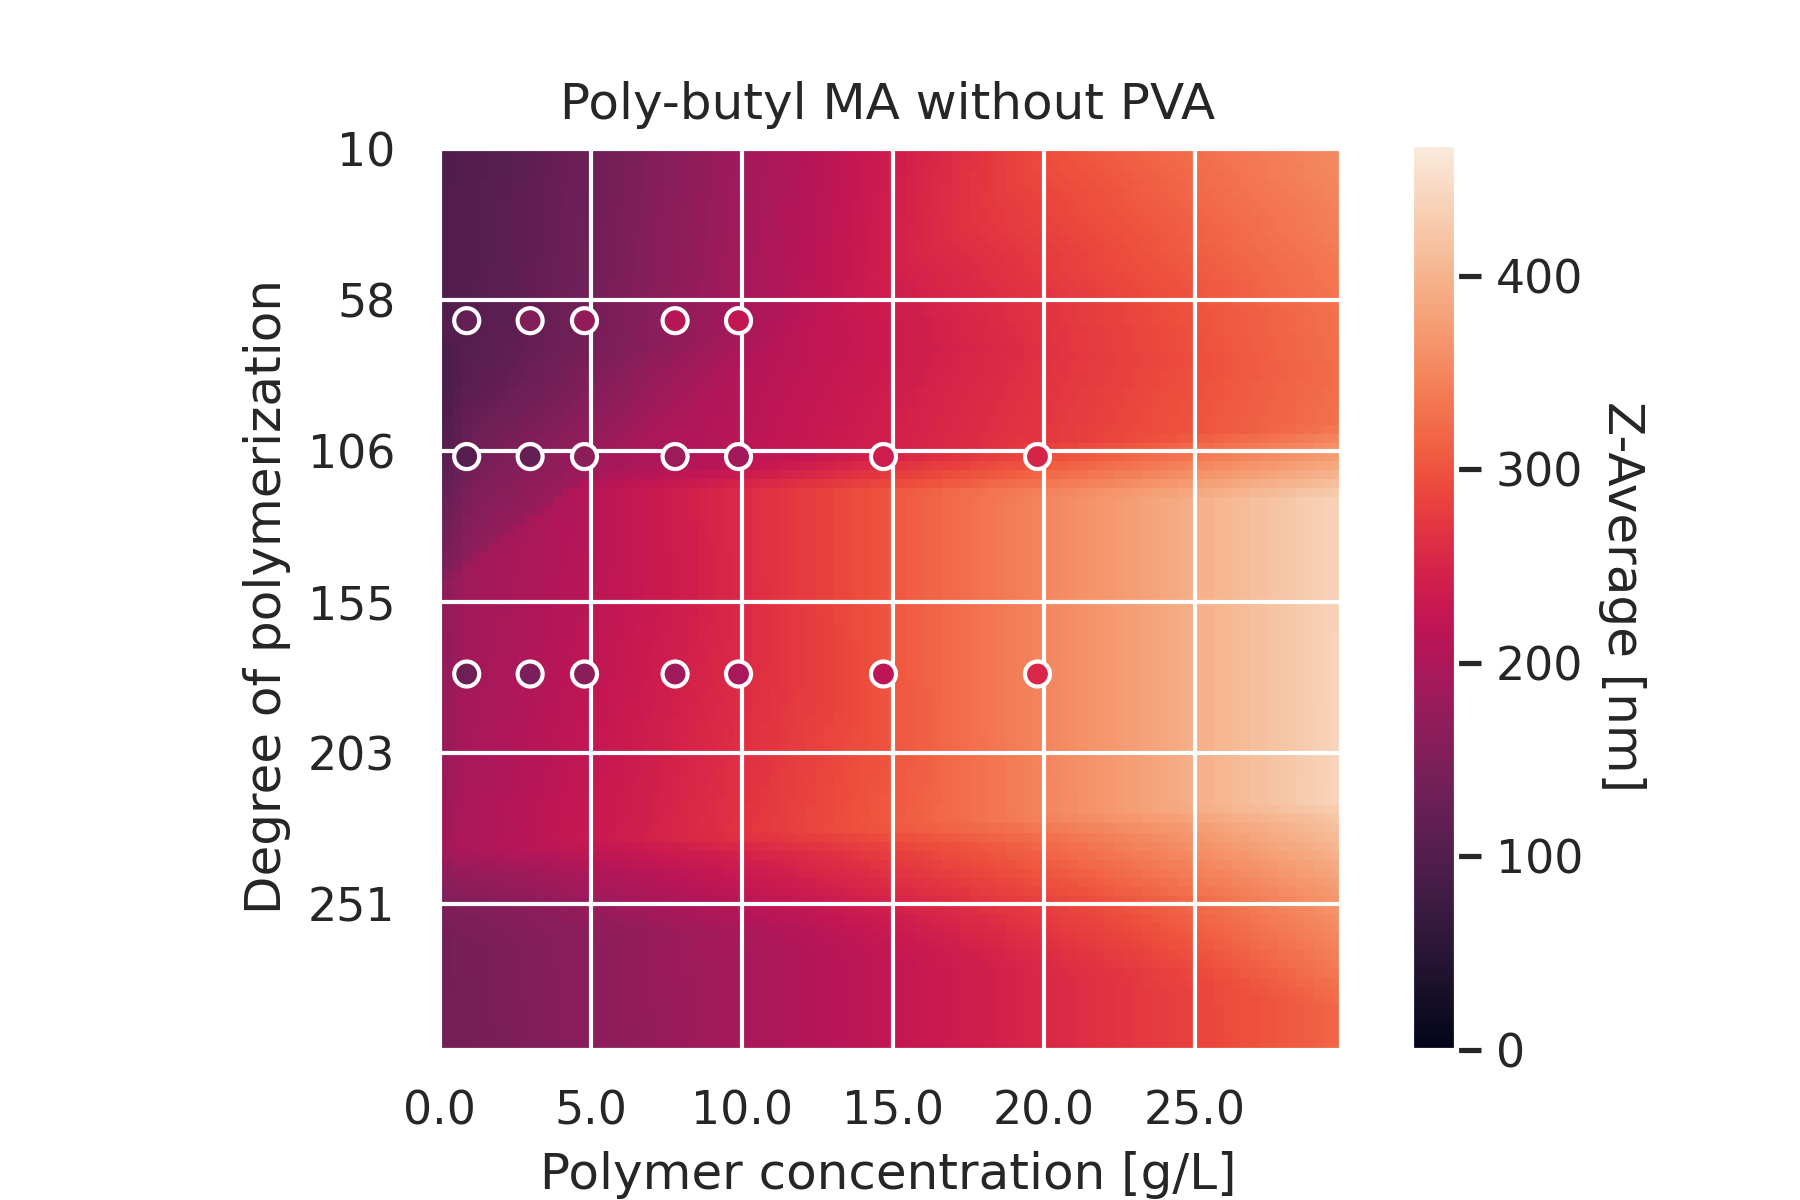 Poly-butyl MA without PVA
10
58
106
155
203
251
Degree of polymerization
0.0 5.0 10.0 15.0 20.0 25.0
Polymer concentration [g/L]
400
300
200
100
0
Z-Average [nm]